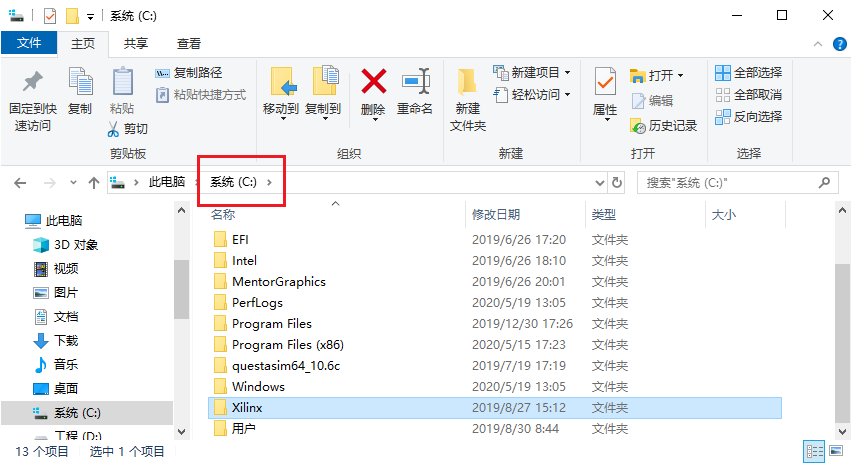 系统 (C:)
文件 主页 共享 查看
固定到快速访问
复制
粘贴
复制路径
粘贴快捷方式
剪切
剪贴板
移动到
复制到
删除
重命名
组织
新建文件夹
新建项目
轻松访问
新建
属性
打开
编辑
历史记录
打开
全部选择
全部取消
反向选择
选择
此电脑 系统 (C:)
搜索"系统 (C:)"
此电脑
3D 对象
视频
图片
文档
下载
音乐
桌面
系统 (C:)
工程 (D:)
名称 修改日期 类型 大小
EFI 2019/6/26 17:20 文件夹
Intel 2019/6/26 18:10 文件夹
MentorGraphics 2019/6/26 20:01 文件夹
PerfLogs 2020/5/19 13:05 文件夹
Program Files 2019/12/30 17:26 文件夹
Program Files (x86) 2020/5/15 17:23 文件夹
questasim64_10.6c 2019/7/19 17:19 文件夹
Windows 2020/5/19 13:05 文件夹
Xilinx 2019/8/27 15:12 文件夹
用户 2019/8/30 8:44 文件夹
13 个项目 选中 1 个项目